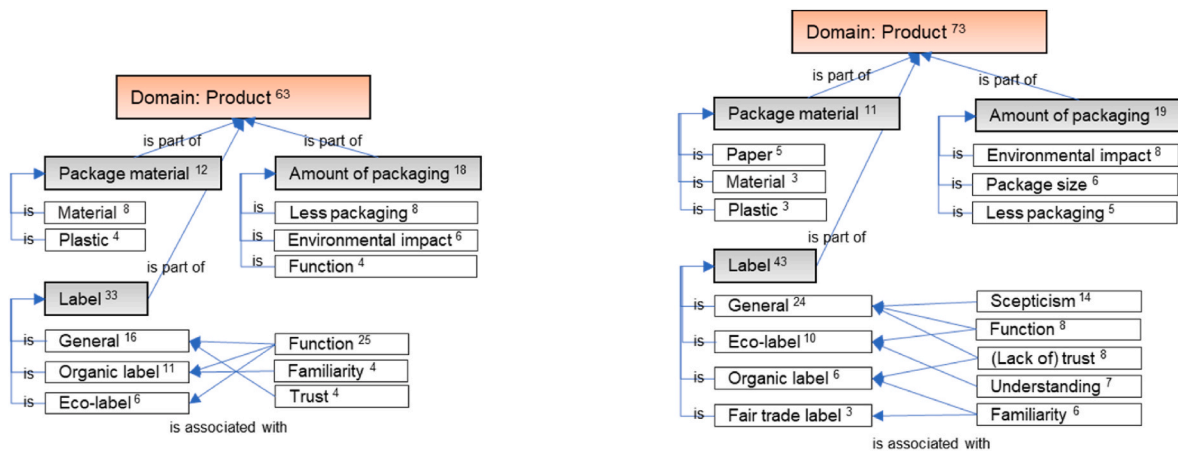 Domain: Product 63
is part of
is part of
Package material 12
Amount of packaging 18
is
Material 8
is
Plastic 4
is
Less packaging 8
is
Environmental impact 6
is
Function 4
is part of
Label 33
is
General 16
is
Organic label 11
is
Eco-label 6
Function 25
Familiarity 4
Trust 4
is associated with
Domain: Product 73
is part of
is part of
Package material 11
Amount of packaging 19
is
Paper 5
is
Material 3
is
Plastic 3
is
Environmental impact 8
is
Package size 6
is
Less packaging 5
is part of
Label 43
is
General 24
is
Eco-label 10
is
Organic label 6
is
Fair trade label 3
Scepticism 14
Function 8
(Lack of) trust 8
Understanding 7
Familiarity 6
is associated with